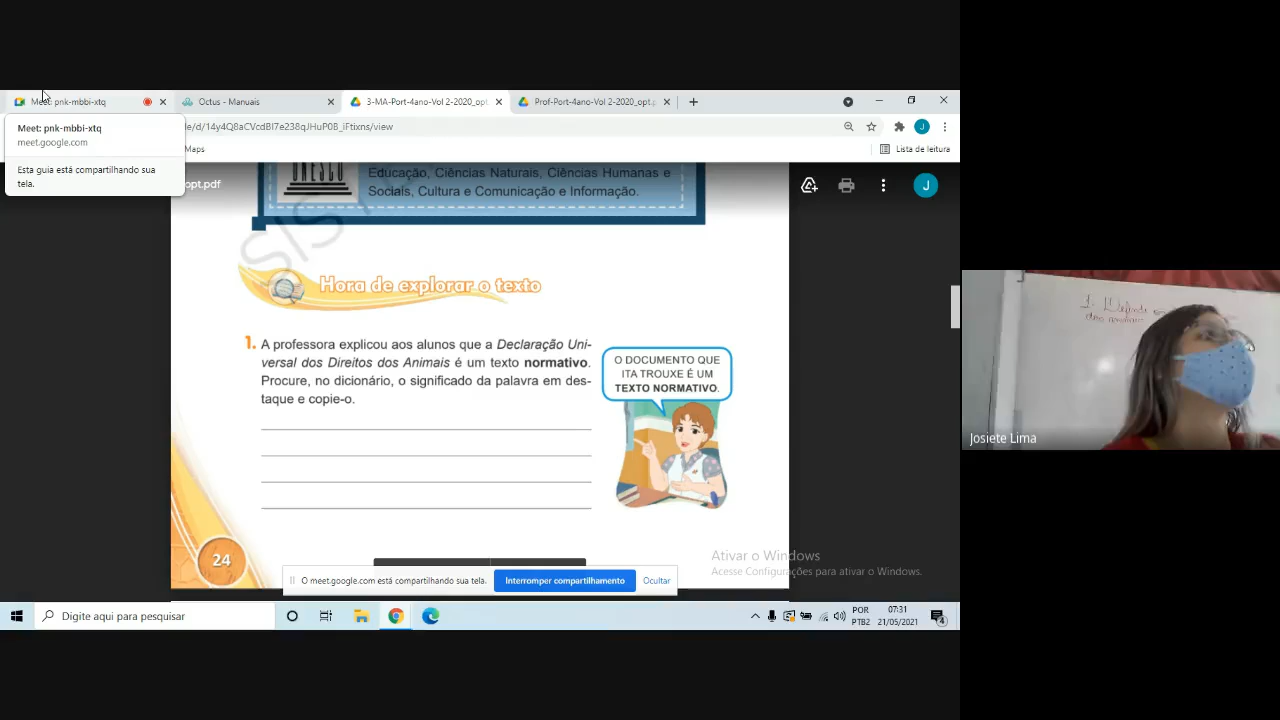 Meet: pnk-mbbi-xtq
Octus - Manuais
3-MA-Port-4ano-Vol 2-2020_opt.
Prof-Port-4ano-Vol 2-2020_opt.p
Meet: pnk-mbbi-xtq
meet.google.com
Esta guia está compartilhando sua
tela.
le/d/14y4Q8aCVcdBI7e238qJHuP0B_iFtixns/view
Maps
Lista de leitura
opt.pdf
J
J
UNESCO
Educação, Ciências Naturais, Ciências Humanas e
Sociais, Cultura e Comunicação e Informação.
SIST
Hora de explorar o texto
1. A professora explicou aos alunos que a Declaração Uni-
versal dos Direitos dos Animais é um texto normativo.
Procure, no dicionário, o significado da palavra em des-
taque e copie-o.
O DOCUMENTO QUE
ITA TROUXE É UM
TEXTO NORMATIVO.
24
Ativar o Windows
Acesse Configurações para ativar o Windows.
O meet.google.com está compartilhando sua tela.
Interromper compartilhamento
Ocultar
Digite aqui para pesquisar
POR
PTB2
07:31
21/05/2021
4
1-
Josiete Lima